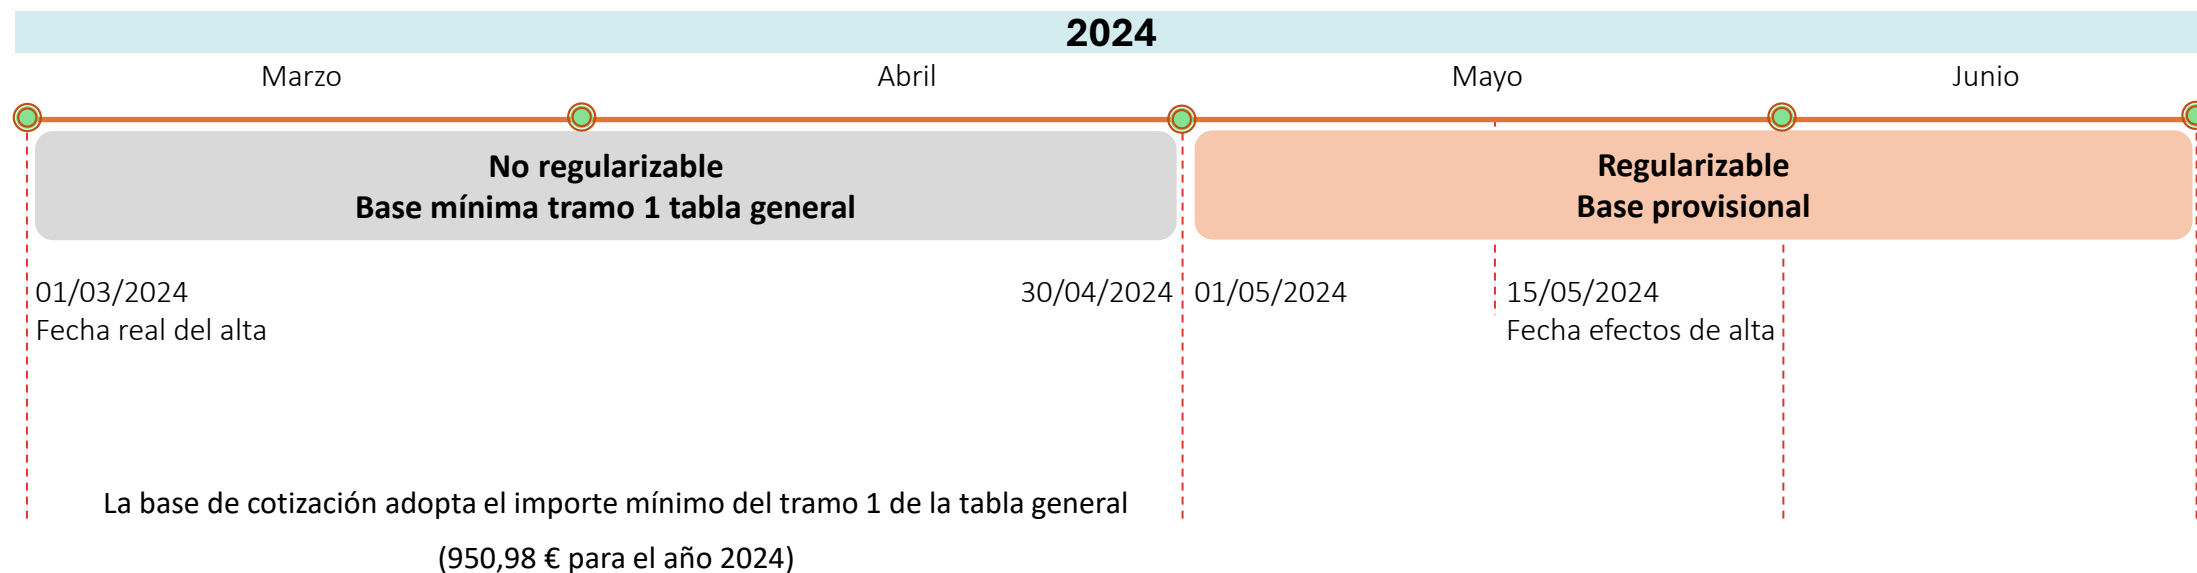 2024
Marzo
Abril
Mayo
Junio
No regularizable
Base mínima tramo 1 tabla general
Regularizable
Base provisional
01/03/2024
Fecha real del alta
30/04/2024
01/05/2024
15/05/2024
Fecha efectos de alta
La base de cotización adopta el importe mínimo del tramo 1 de la tabla general
(950,98 € para el año 2024)